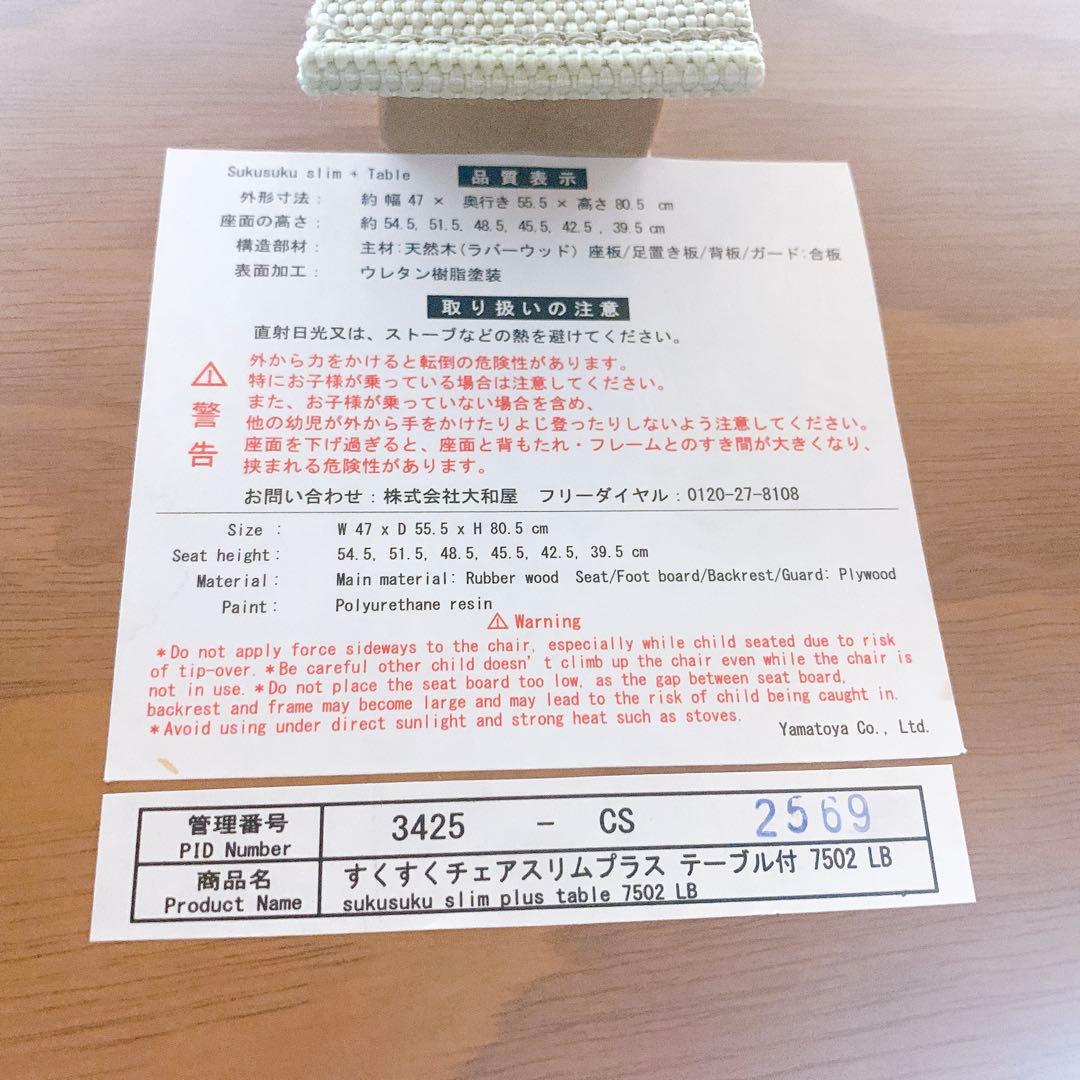 Sukusuku slim + Table 品質表示
外形寸法： 約 幅 47 × 奥行き 55.5 × 高さ 80.5 cm
座面の高さ： 約 54.5, 51.5, 48.5, 45.5, 42.5 , 39.5 cm
構造部材： 主材:天然木(ラバーウッド) 座板/足置き板/背板/ガード:合板
表面加工： ウレタン樹脂塗装
取り扱いの注意
直射日光又は、ストーブなどの熱を避けてください。
⚠警告
外から力をかけると転倒の危険性があります。
特にお子様が乗っている場合は注意してください。
また、お子様が乗っていない場合を含め、
他の幼児が外から手をかけたりよじ登ったりしないよう注意してください。
座面を下げ過ぎると、座面と背もたれ・フレームとのすき間が大きくなり、
挟まれる危険性があります。
お問い合わせ：株式会社大和屋 フリーダイヤル：0120-27-8108
Size : W 47 x D 55.5 x H 80.5 cm
Seat height: 54.5, 51.5, 48.5, 45.5, 42.5, 39.5 cm
Material: Main material: Rubber wood Seat/Foot board/Backrest/Guard: Plywood
Paint: Polyurethane resin
⚠ Warning
*Do not apply force sideways to the chair, especially while child seated due to risk
of tip-over. *Be careful other child doesn't climb up the chair even while the chair is
not in use. *Do not place the seat board too low, as the gap between seat board,
backrest and frame may become large and may lead to the risk of child being caught in.
*Avoid using under direct sunlight and strong heat such as stoves.
Yamatoya Co., Ltd.
管理番号 3425 - CS 2569
PID Number
商品名 すくすくチェアスリムプラス テーブル付 7502 LB
Product Name sukusuku slim plus table 7502 LB